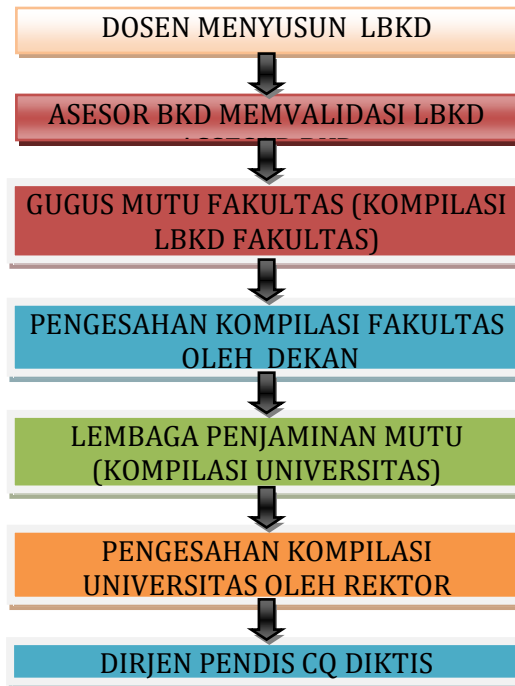 DOSEN MENYUSUN LBKD
ASESOR BKD MEMVALIDASI LBKD
GUGUS MUTU FAKULTAS (KOMPILASI
LBKD FAKULTAS)
PENGESAHAN KOMPILASI FAKULTAS
OLEH DEKAN
LEMBAGA PENJAMINAN MUTU
(KOMPILASI UNIVERSITAS)
PENGESAHAN KOMPILASI
UNIVERSITAS OLEH REKTOR
DIRJEN PENDIS CQ DIKTIS